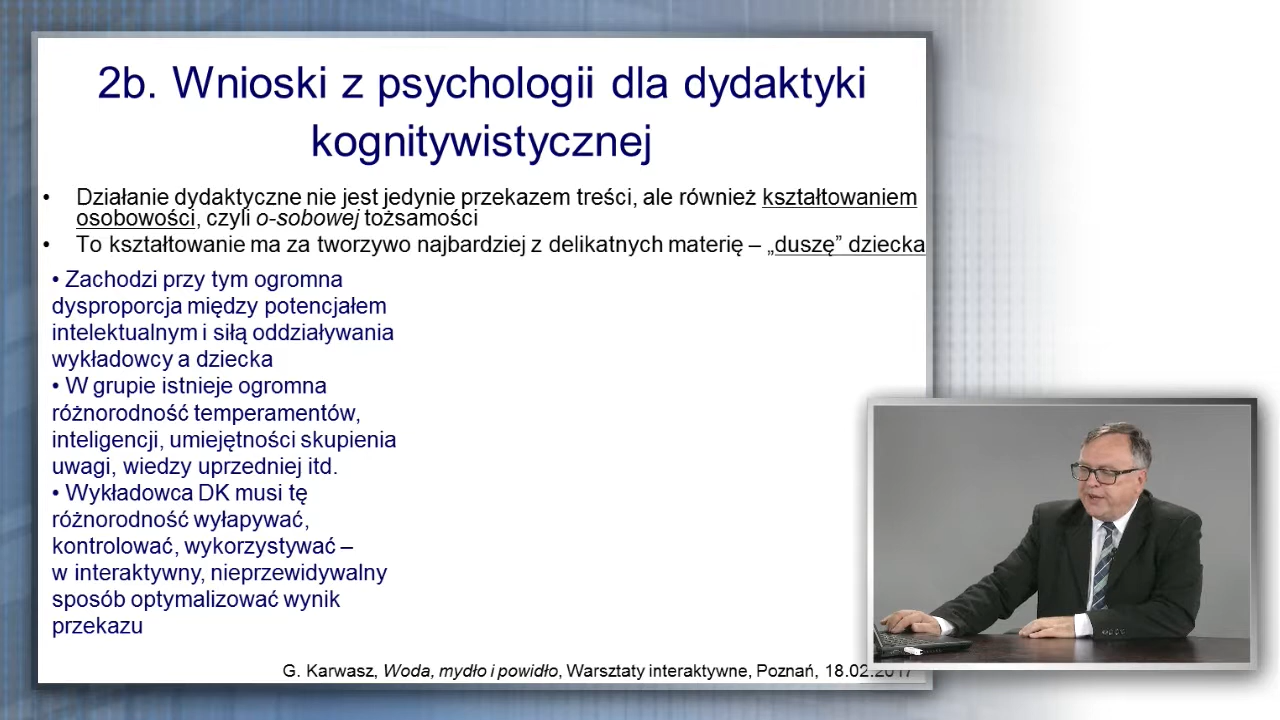 2b. Wnioski z psychologii dla dydaktyki
kognitywistycznej
• Działanie dydaktyczne nie jest jedynie przekazem treści, ale również kształtowaniem
osobowości, czyli o-sobowej tożsamości
• To kształtowanie ma za tworzywo najbardziej z delikatnych materię – „duszę” dziecka
• Zachodzi przy tym ogromna
dysproporcja między potencjałem
intelektualnym i siłą oddziaływania
wykładowcy a dziecka
• W grupie istnieje ogromna
różnorodność temperamentów,
inteligencji, umiejętności skupienia
uwagi, wiedzy uprzedniej itd.
• Wykładowca DK musi tę
różnorodność wyłapywać,
kontrolować, wykorzystywać –
w interaktywny, nieprzewidywalny
sposób optymalizować wynik
przekazu
G. Karwasz, Woda, mydło i powidło, Warsztaty interaktywne, Poznań, 18.02.2017